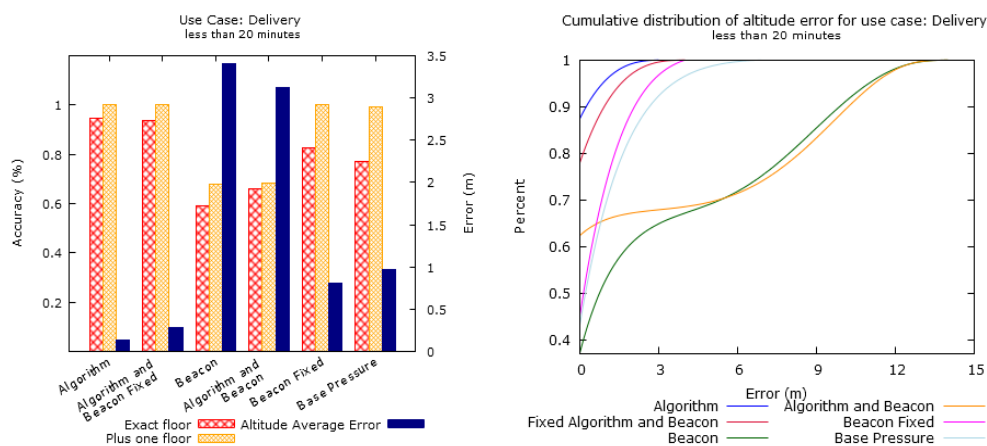 Use Case: Delivery
less than 20 minutes
Accuracy (%)
1
0.8
0.6
0.4
0.2
3.5
3
2.5
2
1.5
1
0.5
0
Error (m)
Algorithm
Algorithm and
Beacon Fixed
Beacon
Algorithm and
Beacon
Beacon Fixed
Base Pressure
Exact floor
Altitude Average Error
Plus one floor
Cumulative distribution of altitude error for use case: Delivery
less than 20 minutes
Percent
1
0.9
0.8
0.7
0.6
0.5
0.4
0 3 6 9 12 15
Error (m)
Algorithm
Algorithm and Beacon
Fixed Algorithm and Beacon
Beacon Fixed
Beacon
Base Pressure